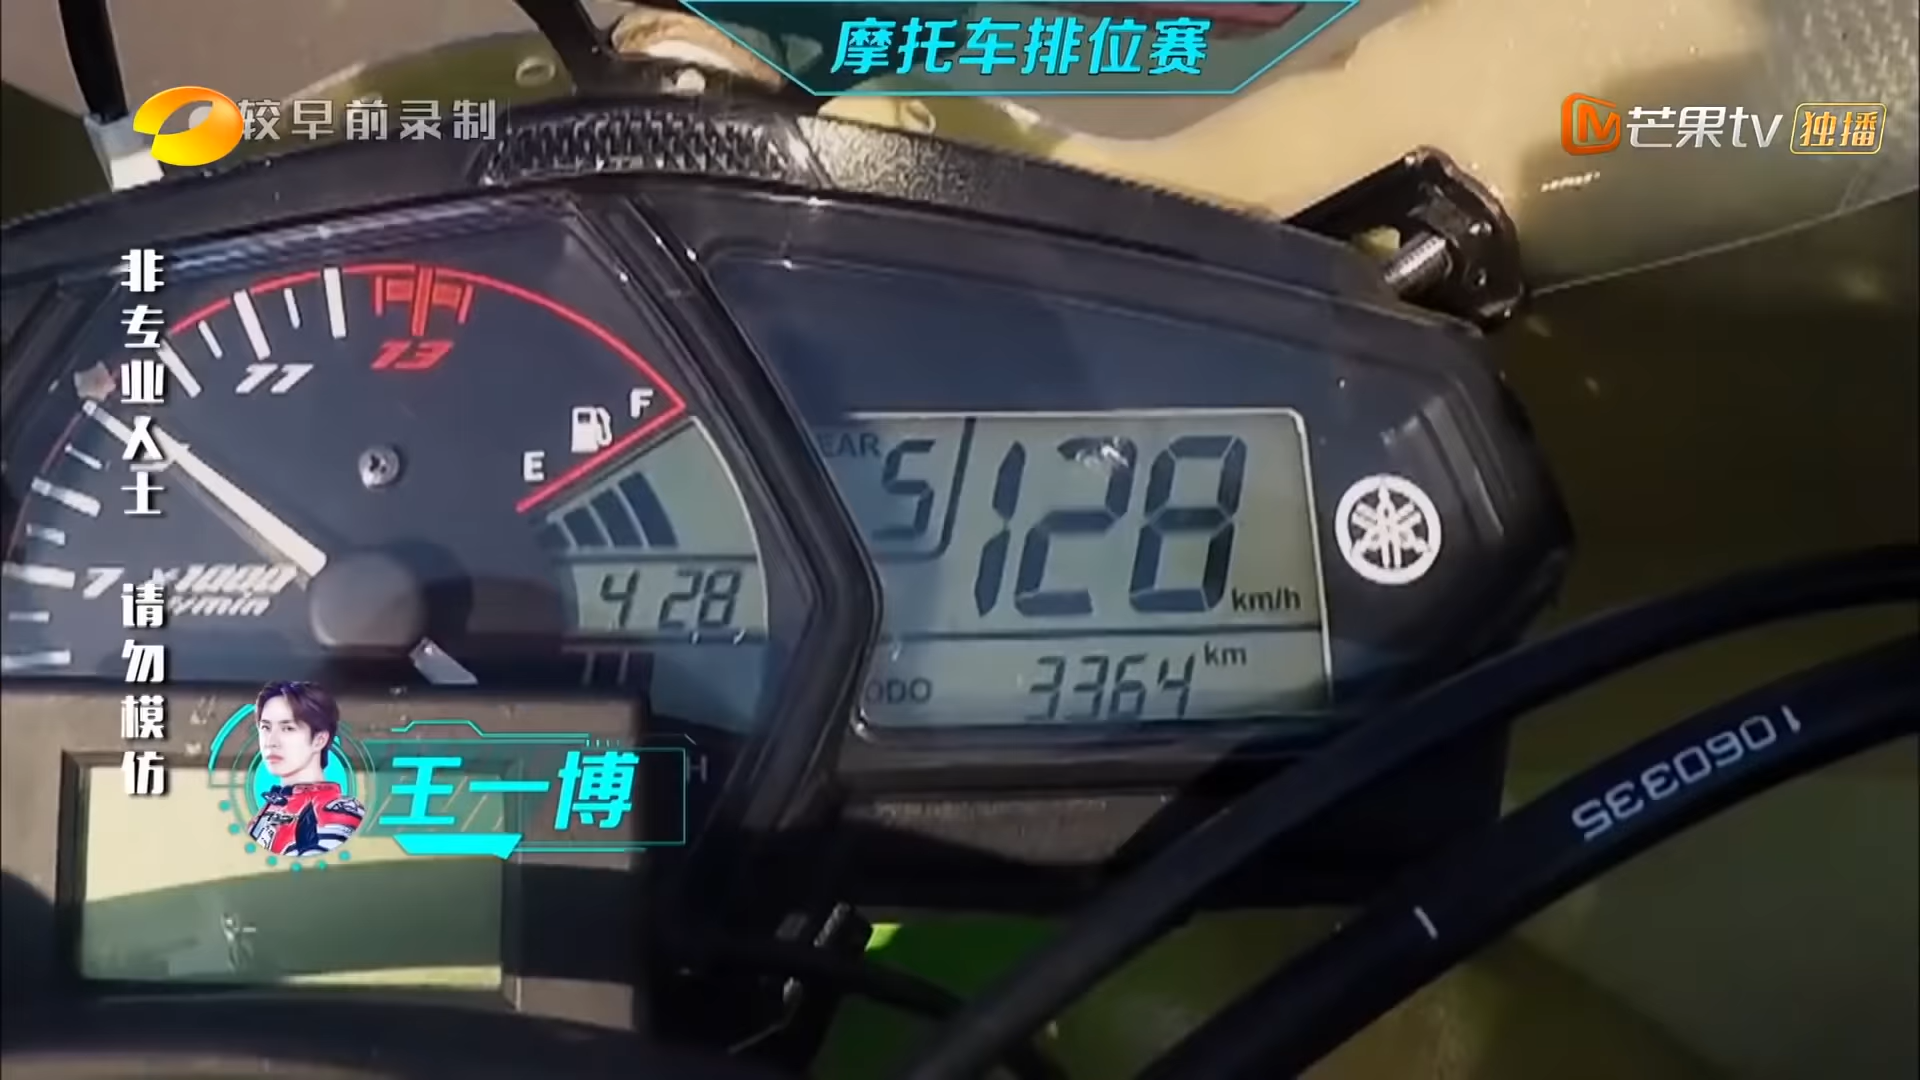 摩托车排位赛
较早前录制
芒果tv 独播
非专业人士 请勿模仿
11
13
E
F
7
x1000
r/min
4 28
EAR
5
128
km/h
ODO
3364
km
H
王一博
1060335